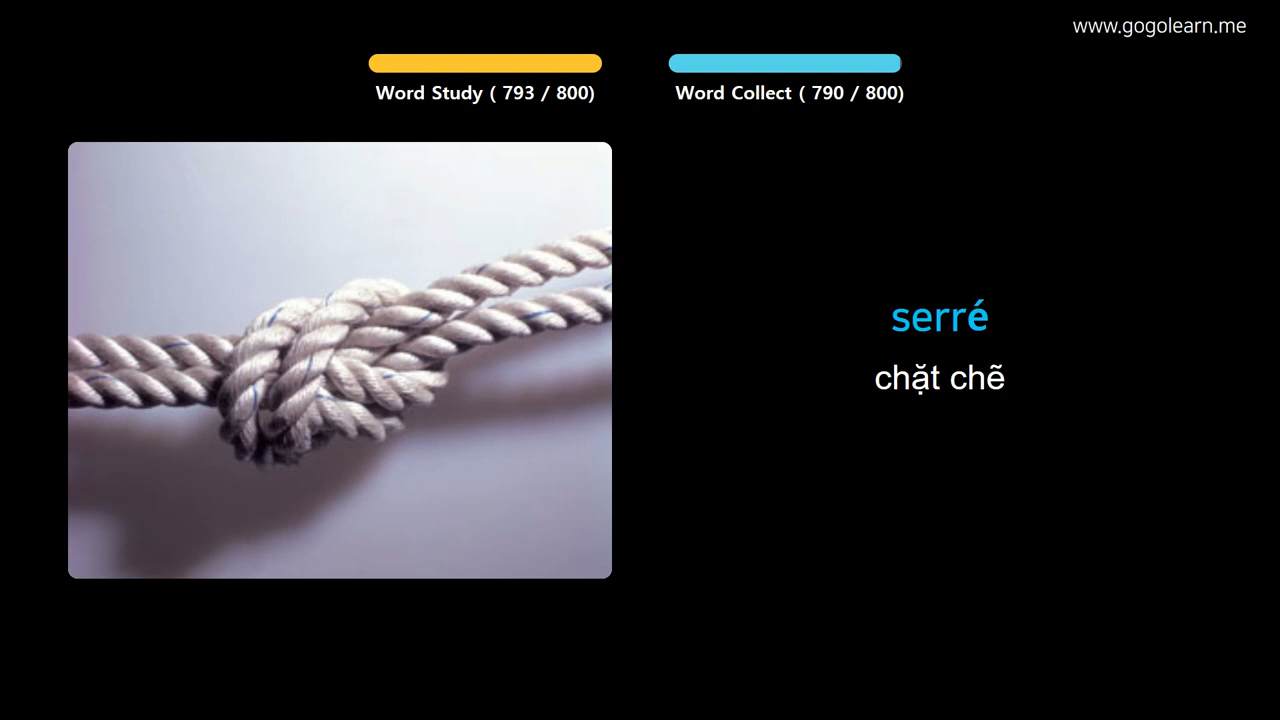 www.gogolearn.me
Word Study ( 793 / 800)
Word Collect ( 790 / 800)
serré
chặt chẽ